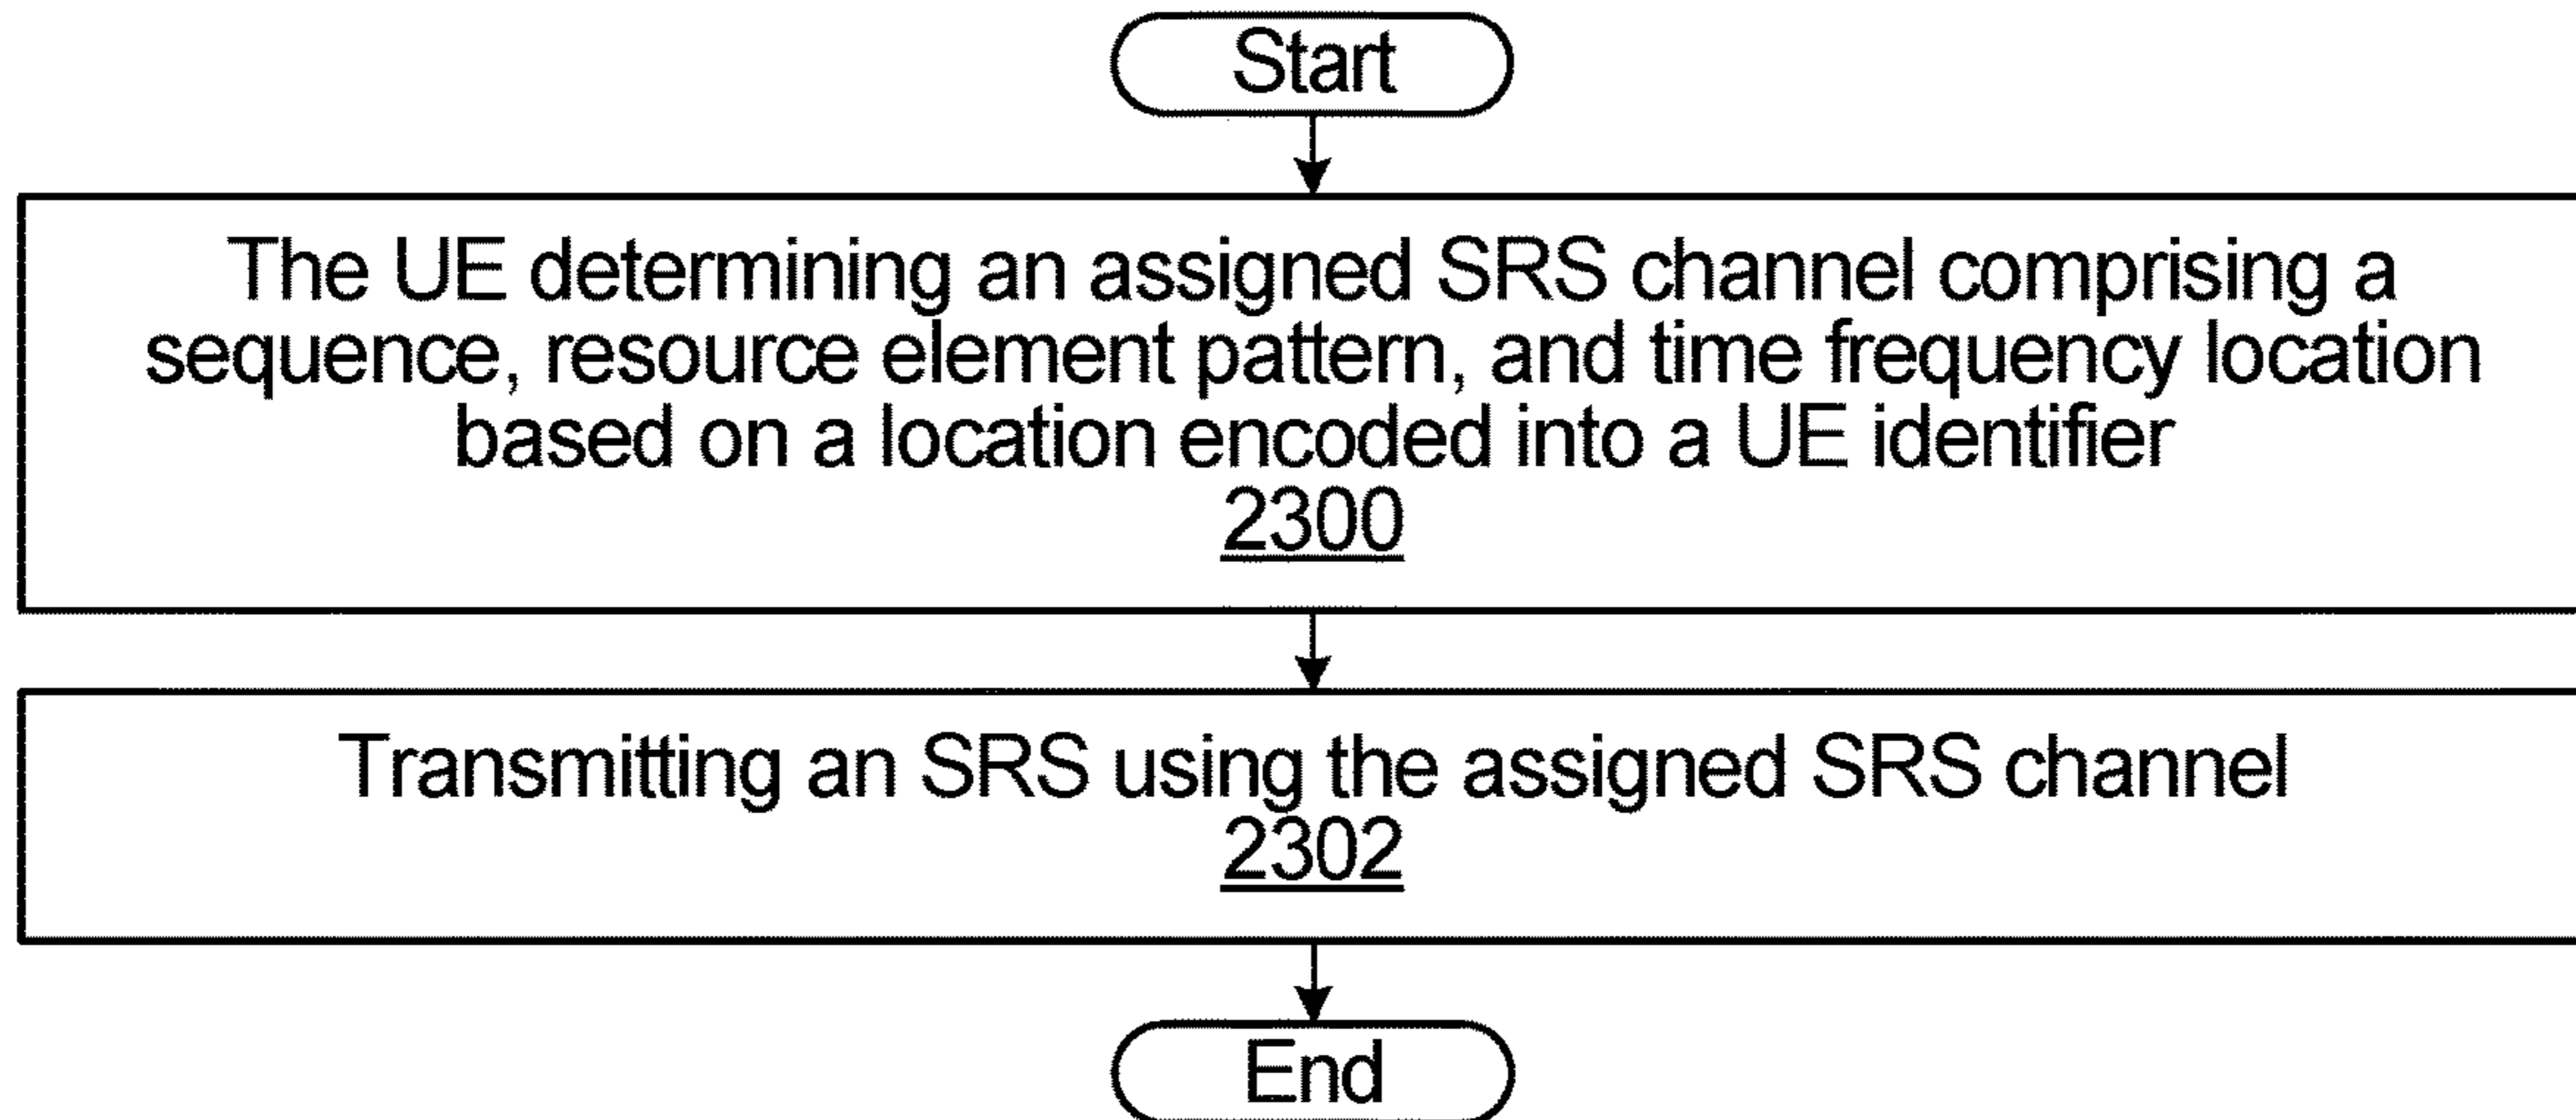 Start
The UE determining an assigned SRS channel comprising a
sequence, resource element pattern, and time frequency location
based on a location encoded into a UE identifier
2300
Transmitting an SRS using the assigned SRS channel
2302
End